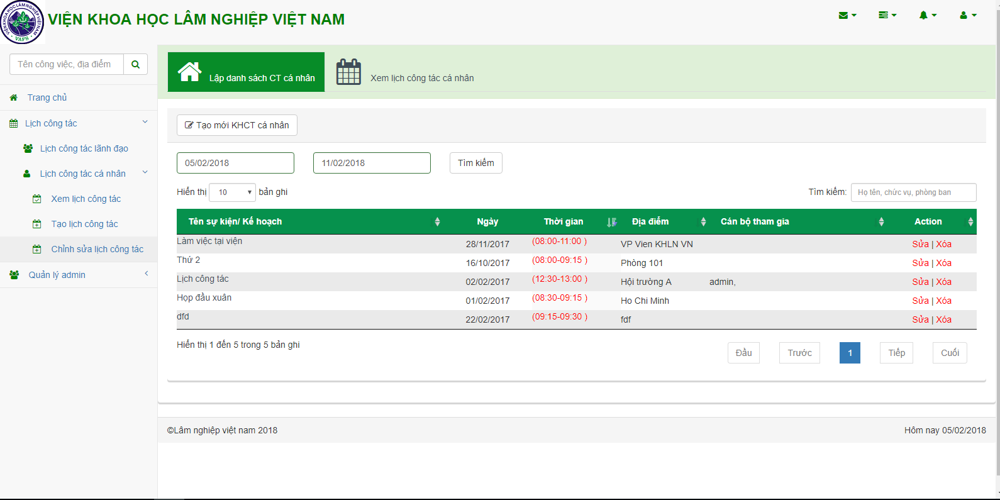 VIỆN KHOA HỌC LÂM NGHIỆP VIỆT NAM
VIỆN KHOA HỌC LÂM NGHIỆP VIỆT NAM
VAFS
Tên công việc, địa điểm
Trang chủ
Lịch công tác
Lịch công tác lãnh đạo
Lịch công tác cá nhân
Xem lịch công tác
Tạo lịch công tác
Chỉnh sửa lịch công tác
Quản lý admin
Lập danh sách CT cá nhân
Xem lịch công tác cá nhân
Tạo mới KHCT cá nhân
05/02/2018 11/02/2018 Tìm kiếm
Hiển thị 10 bản ghi Tìm kiếm: Họ tên, chức vụ, phòng ban
Tên sự kiện/ Kế hoạch Ngày Thời gian Địa điểm Cán bộ tham gia Action
Làm việc tại viện 28/11/2017 (08:00-11:00 ) VP Vien KHLN VN Sửa | Xóa
Thứ 2 16/10/2017 (08:00-09:15 ) Phòng 101 Sửa | Xóa
Lịch công tác 02/02/2017 (12:30-13:00 ) Hội trường A admin, Sửa | Xóa
Họp đầu xuân 01/02/2017 (08:30-09:15 ) Ho Chi Minh Sửa | Xóa
dfd 22/02/2017 (09:15-09:30 ) fdf Sửa | Xóa
Hiển thị 1 đến 5 trong 5 bản ghi
Đầu Trước 1 Tiếp Cuối
©Lâm nghiệp việt nam 2018 Hôm nay 05/02/2018